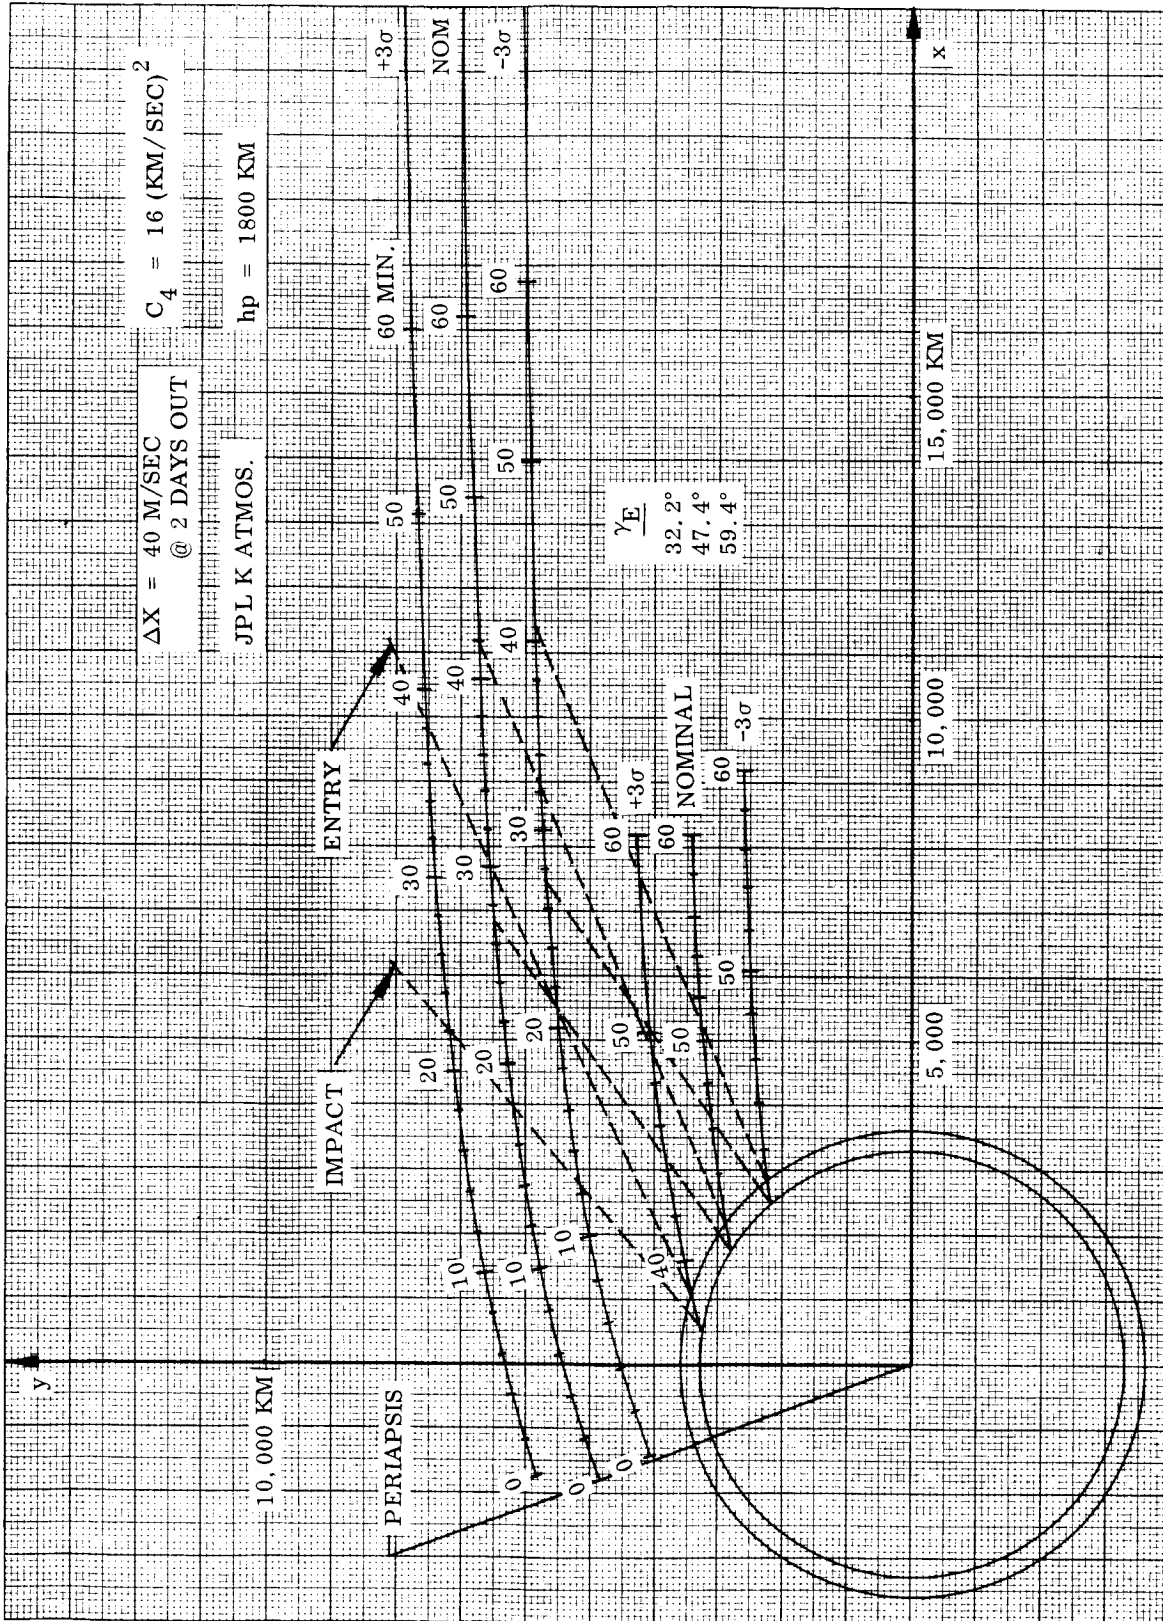 y
ΔX = 40 M/SEC
@ 2 DAYS OUT
C4 = 16 (KM/SEC)²
JPL K ATMOS.
hp = 1800 KM
10,000 KM
PERIAPSIS
IMPACT
ENTRY
+3σ
NOM
-3σ
0
10
20
30
40
50
60 MIN.
0
10
20
30
40
50
60
0
10
20
30
40
50
60
γE
32.2°
47.4°
59.4°
40
50
60
+3σ
50
60
NOMINAL
50
60
-3σ
5,000
10,000
15,000 KM
x